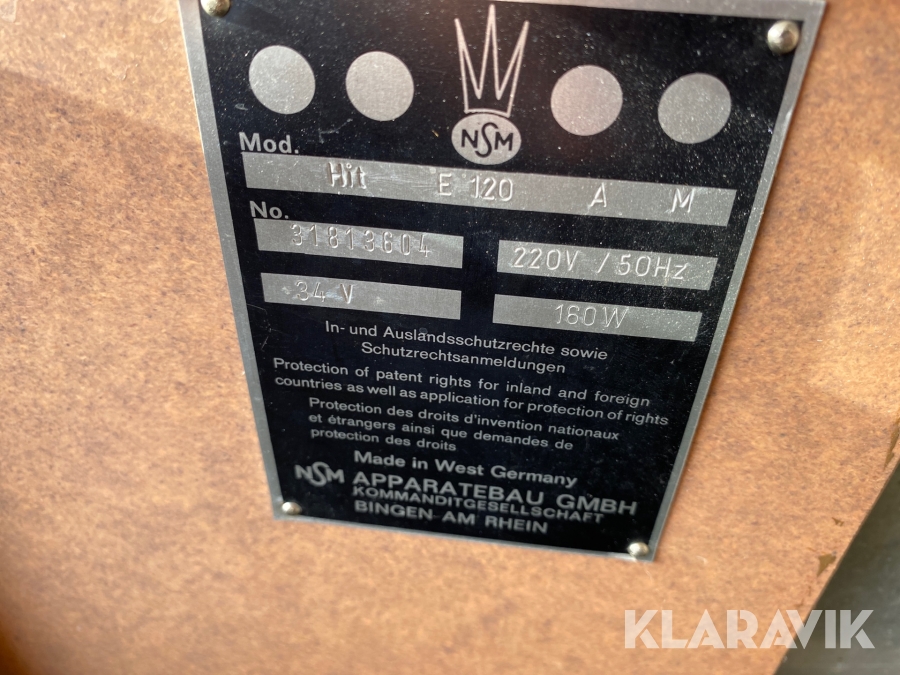 NSM
Mod.
Hit E 120 A M
No.
31813604
220V / 50Hz
34 V
160W
In- und Auslandsschutzrechte sowie
Schutzrechtsanmeldungen
Protection of patent rights for inland and foreign
countries as well as application for protection of rights
Protection des droits d'invention nationaux
et étrangers ainsi que demandes de
protection des droits
Made in West Germany
NSM APPARATEBAU GMBH
KOMMANDITGESELLSCHAFT
BINGEN AM RHEIN
KLARAVIK